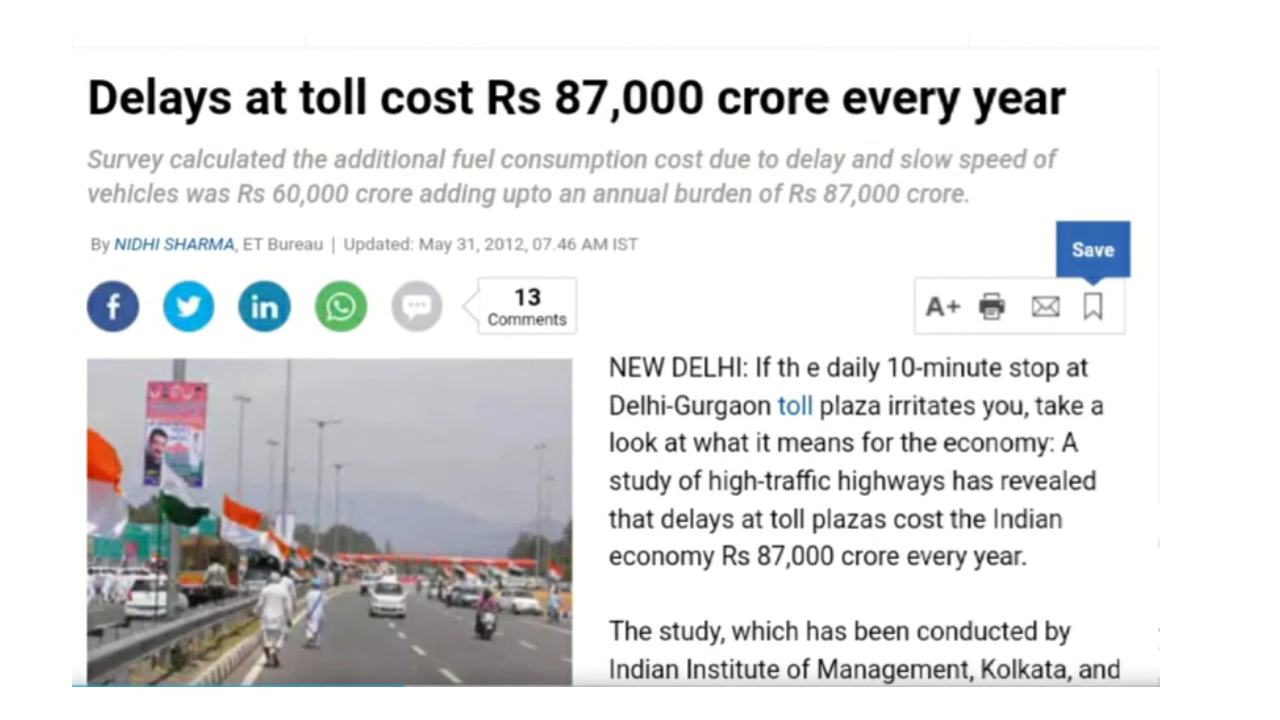 Delays at toll cost Rs 87,000 crore every year
Survey calculated the additional fuel consumption cost due to delay and slow speed of
vehicles was Rs 60,000 crore adding upto an annual burden of Rs 87,000 crore.
By NIDHI SHARMA, ET Bureau | Updated: May 31, 2012, 07.46 AM IST
Save
f
in
13
Comments
A+
NEW DELHI: If th e daily 10-minute stop at
Delhi-Gurgaon toll plaza irritates you, take a
look at what it means for the economy: A
study of high-traffic highways has revealed
that delays at toll plazas cost the Indian
economy Rs 87,000 crore every year.
The study, which has been conducted by
Indian Institute of Management, Kolkata, and